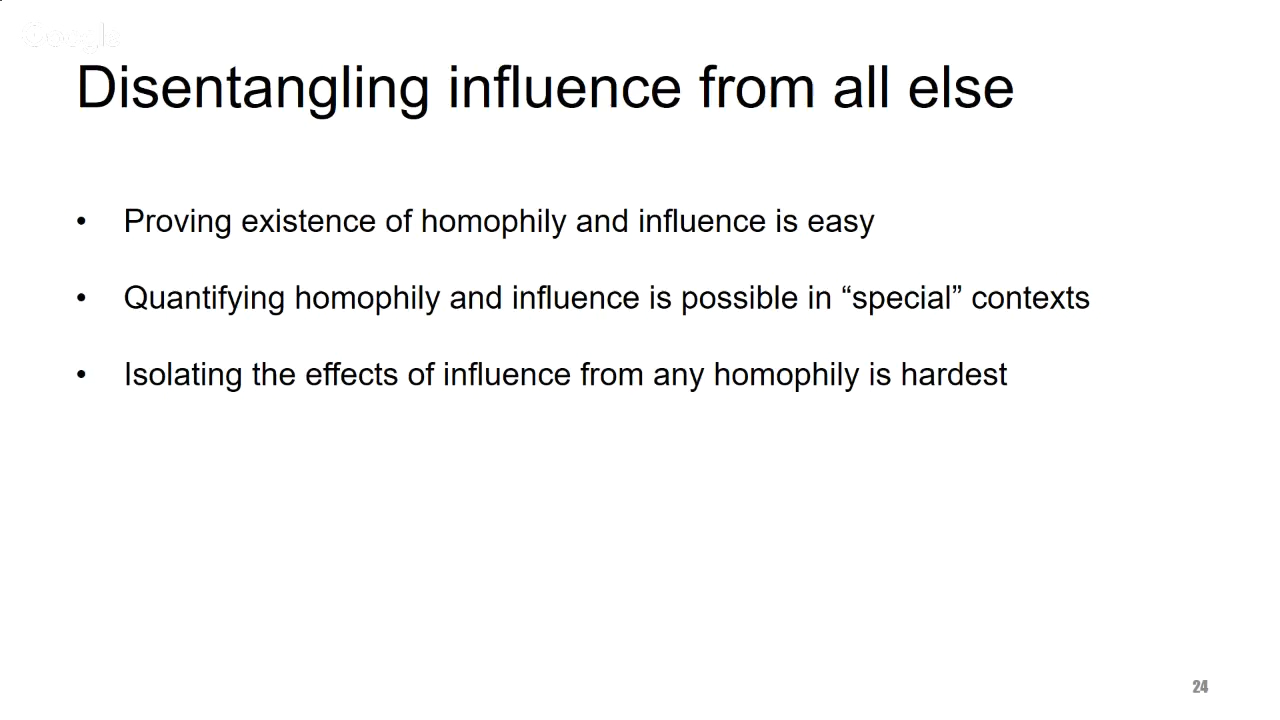 Google
Disentangling influence from all else
• Proving existence of homophily and influence is easy
• Quantifying homophily and influence is possible in “special” contexts
• Isolating the effects of influence from any homophily is hardest
24